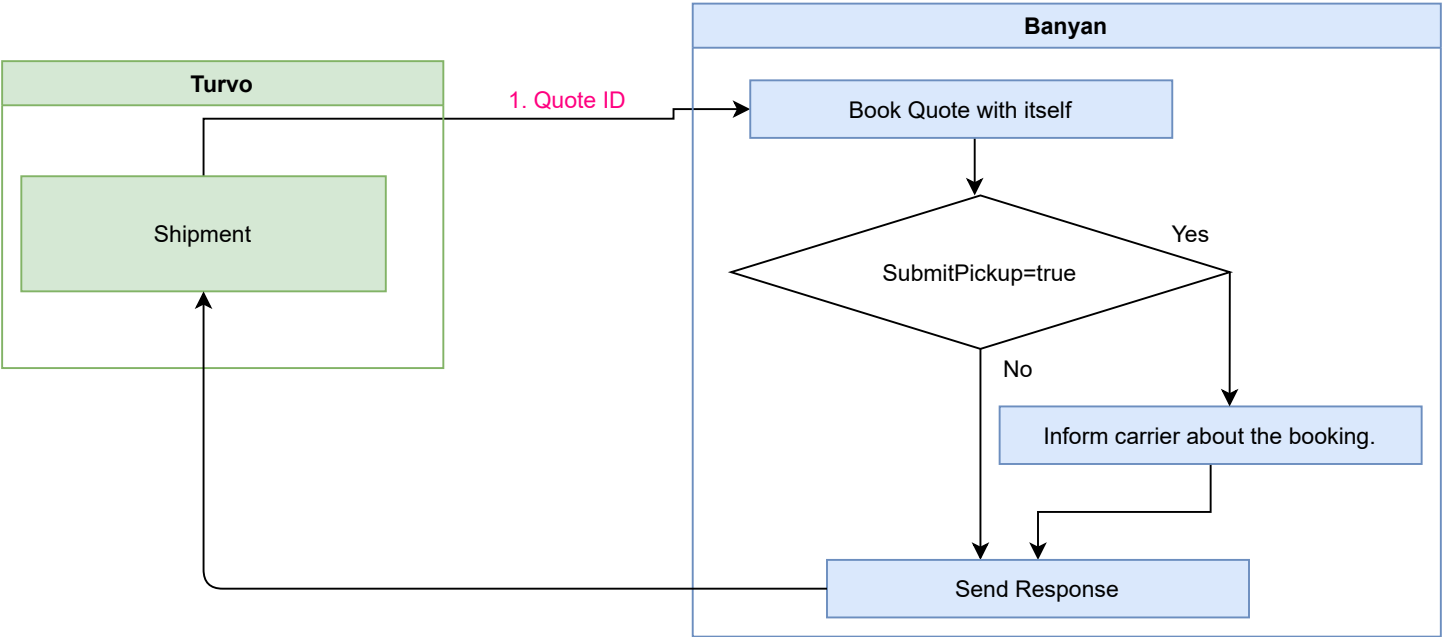 Banyan
Turvo
1. Quote ID
Book Quote with itself
Shipment
Yes
SubmitPickup=true
No
Inform carrier about the booking.
Send Response